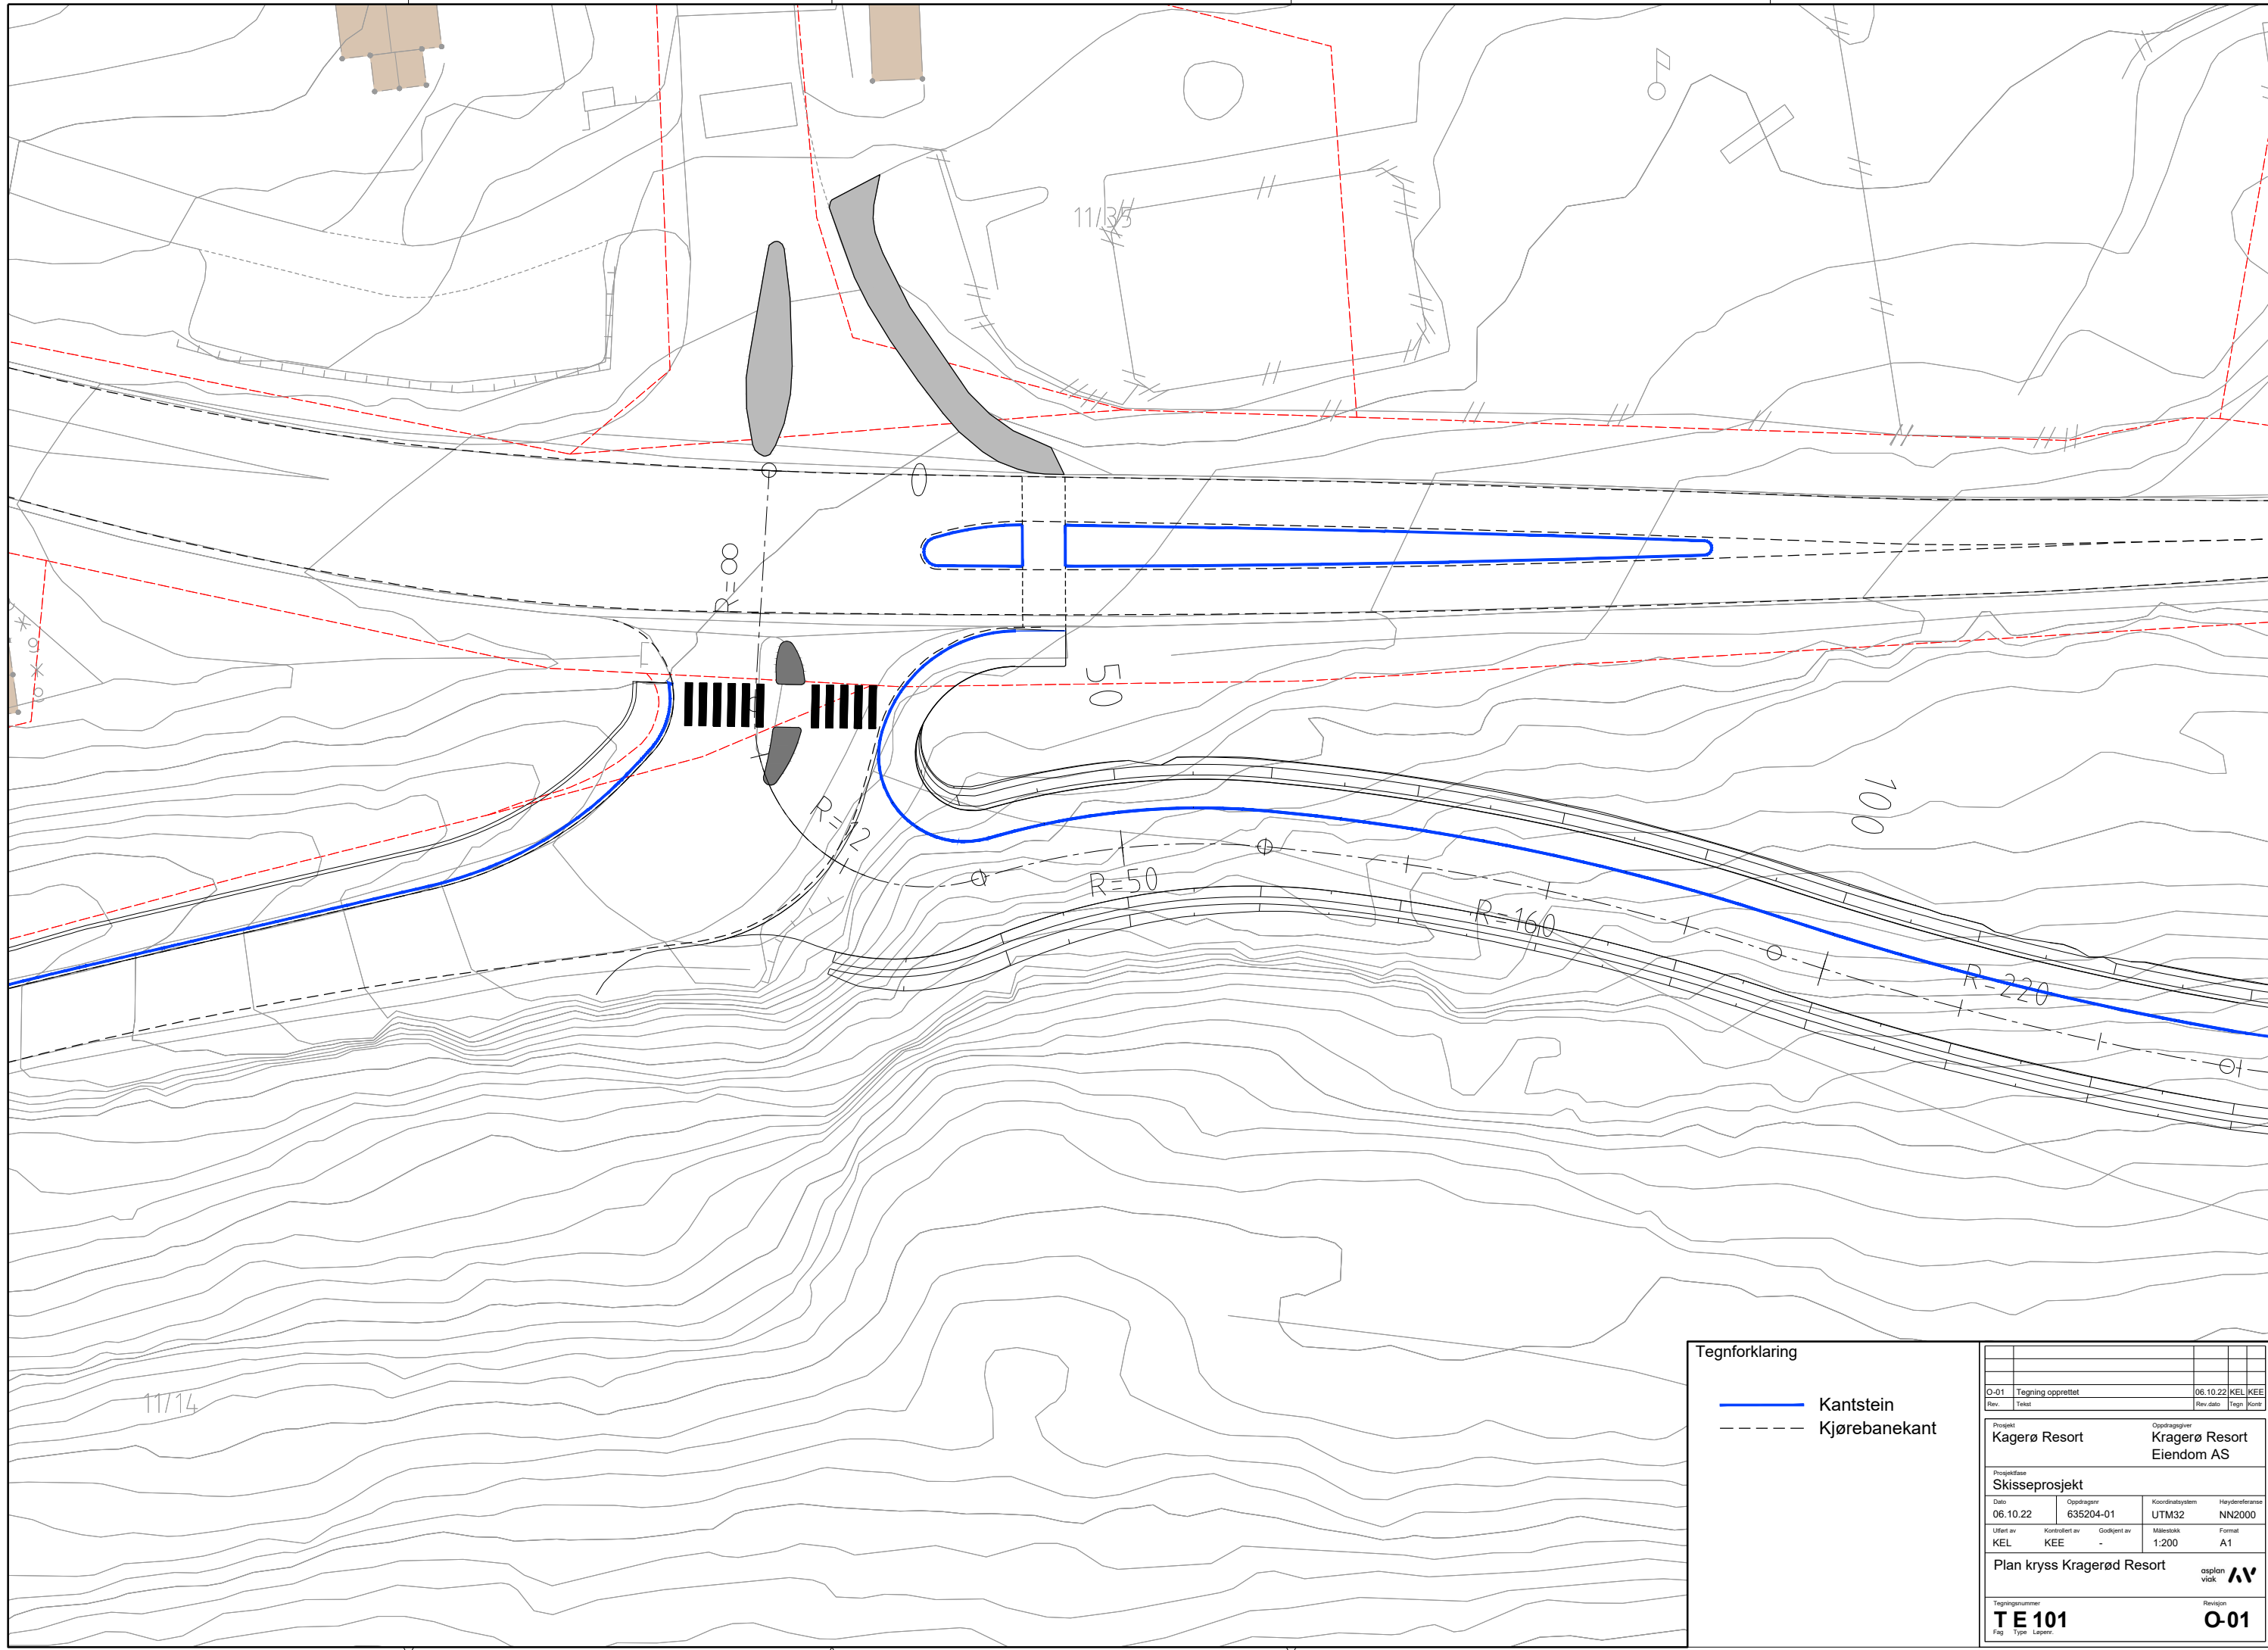 11/35
R=8
0
50
R=12
R=50
R=160
100
R=220
11/14
Tegnforklaring
Kantstein
Kjørebanekant
O-01 Tegning opprettet 06.10.22 KEL KEE
Rev. Tekst Rev.dato Tegn Kontr
Prosjekt Oppdragsgiver
Kagerø Resort Kragerø Resort
Eiendom AS
Prosjektfase
Skisseprosjekt
Dato Oppdragsnr Koordinatsystem Høydereferanse
06.10.22 635204-01 UTM32 NN2000
Utført av Kontrollert av Godkjent av Målestokk Format
KEL KEE - 1:200 A1
Plan kryss Kragerød Resort
asplan
viak
Tegningsnummer Revisjon
T E 101 O-01
Fag Type Løpenr.